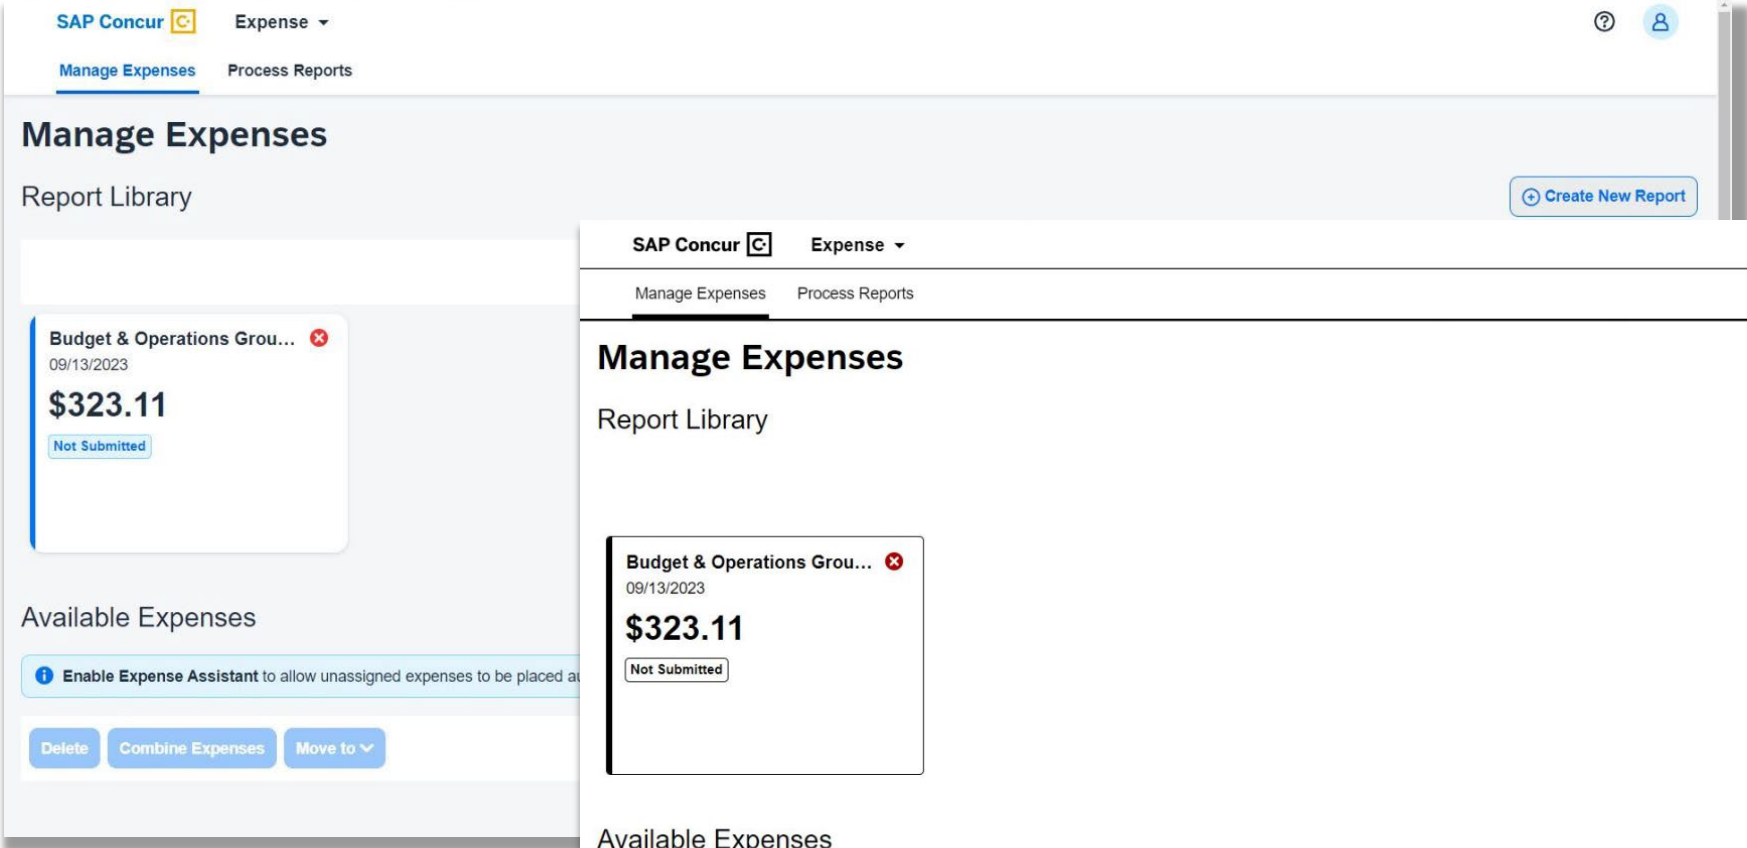 SAP Concur C Expense
Manage Expenses Process Reports
Manage Expenses
Report Library
Create New Report
Budget & Operations Grou...
09/13/2023
$323.11
Not Submitted
Available Expenses
Enable Expense Assistant to allow unassigned expenses to be placed au
Delete Combine Expenses Move to
SAP Concur C Expense
Manage Expenses Process Reports
Manage Expenses
Report Library
Budget & Operations Grou...
09/13/2023
$323.11
Not Submitted
Available Expenses